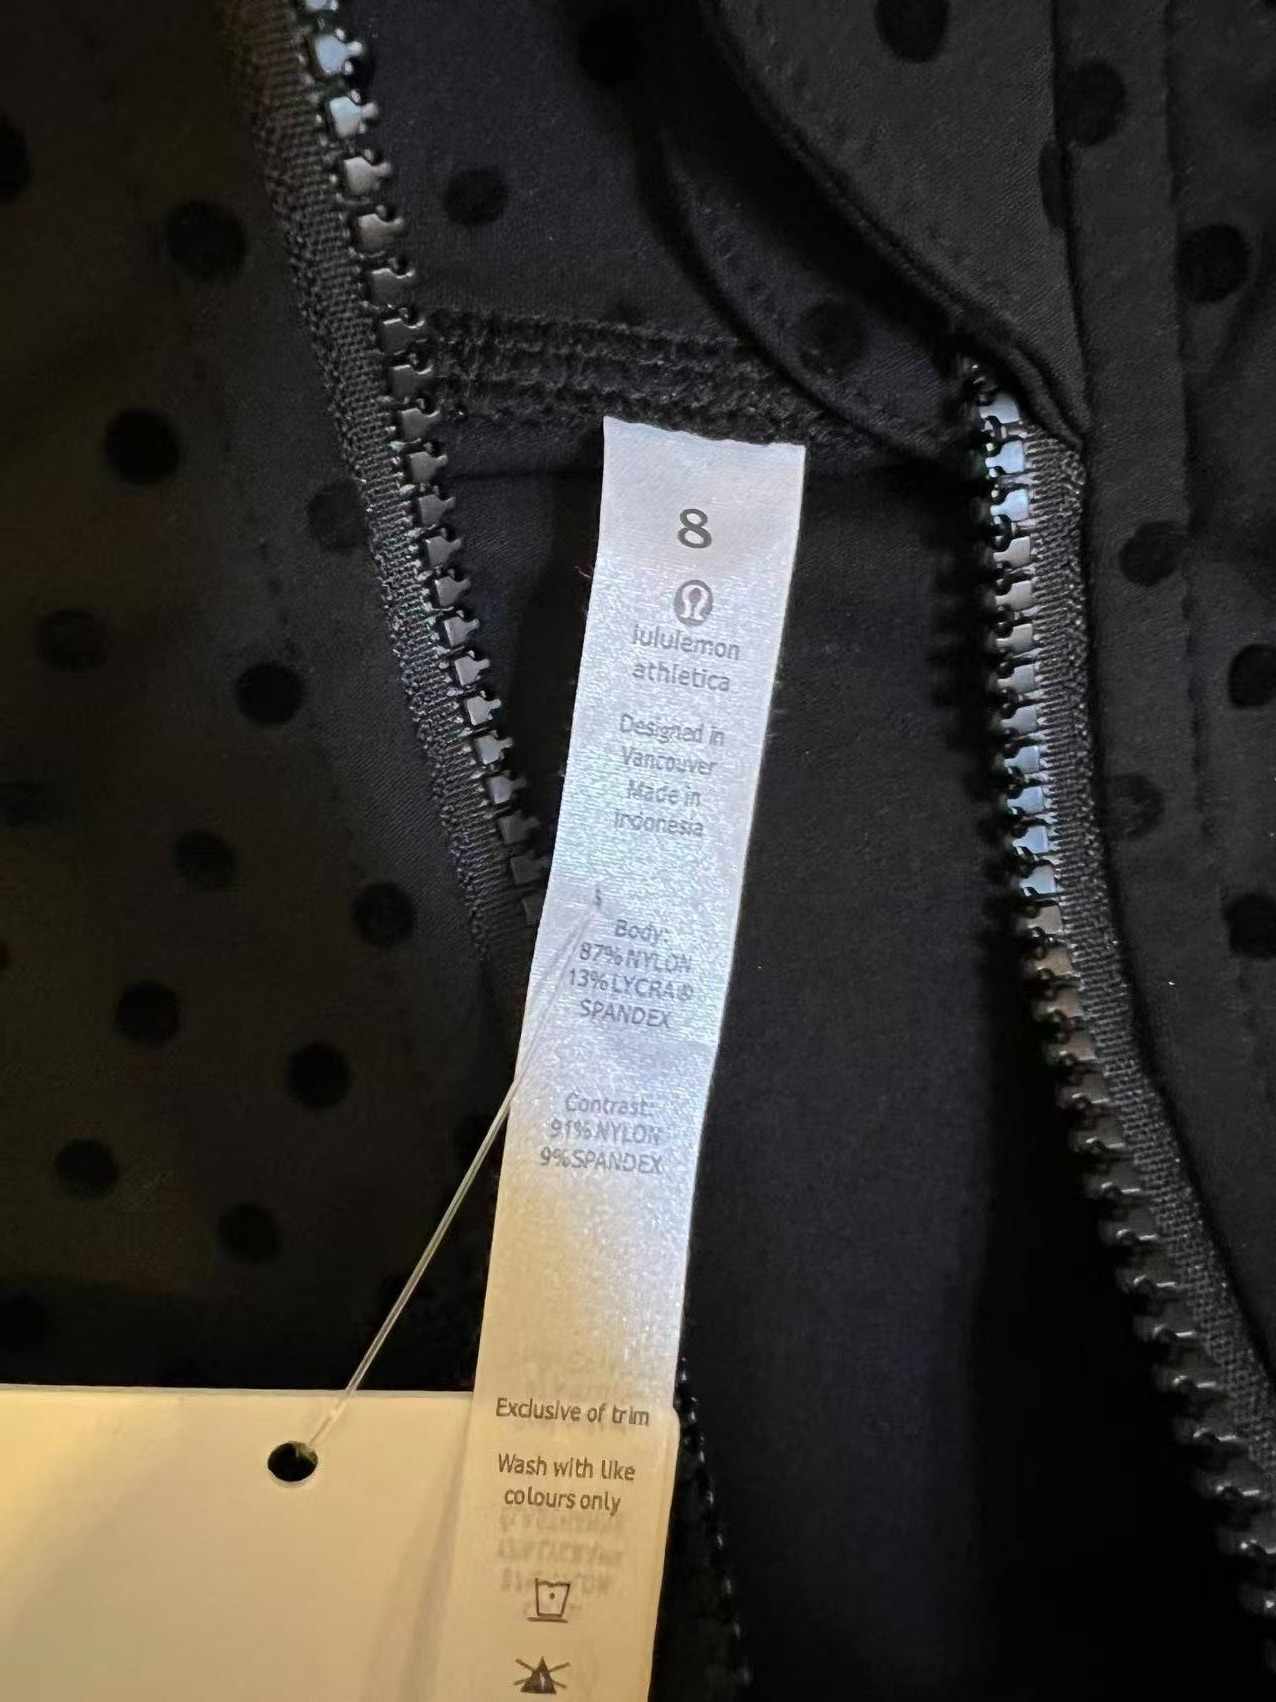 8
lululemon
athletica
Designed in
Vancouver
Made in
Indonesia
Body:
87% NYLON
13% LYCRA®
SPANDEX
Contrast:
91% NYLON
9% SPANDEX
Exclusive of trim
Wash with like
colours only